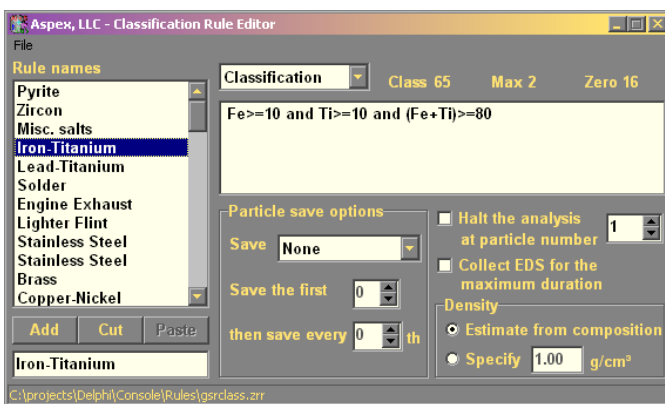 Aspex, LLC - Classification Rule Editor
File
Rule names
Pyrite
Zircon
Misc. salts
Iron-Titanium
Lead-Titanium
Solder
Engine Exhaust
Lighter Flint
Stainless Steel
Stainless Steel
Brass
Copper-Nickel
Add Cut Paste
Iron-Titanium
Classification Class 65 Max 2 Zero 16
Fe>=10 and Ti>=10 and (Fe+Ti)>=80
Particle save options
Save None
Save the first 0
then save every 0 th
Halt the analysis
at particle number 1
Collect EDS for the
maximum duration
Density
Estimate from composition
Specify 1.00 g/cm³
C:\projects\Delphi\Console\Rules\gsrclass.zrr